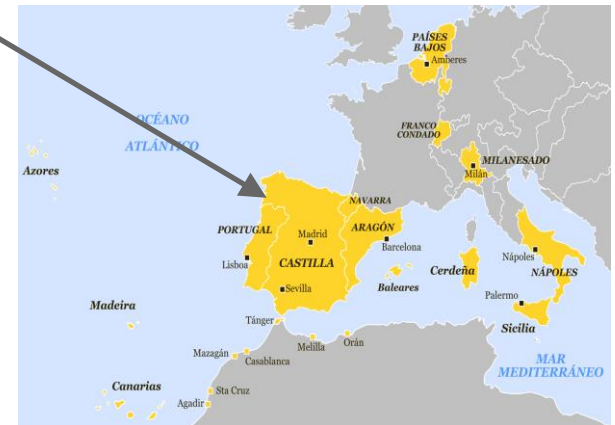 PAÍSES
BAJOS
Amberes
OCÉANO
ATLÁNTICO
FRANCO
CONDADO
MILANESADO
Milán
Azores
NAVARRA
PORTUGAL
ARAGÓN
Madrid
Barcelona
Lisboa
CASTILLA
Cerdeña
Nápoles
NÁPOLES
Sevilla
Baleares
Palermo
Madeira
Tánger
Sicilia
Melilla
Orán
Mazagán
Casablanca
MAR
MEDITERRÁNEO
Canarias
Sta Cruz
Agadir